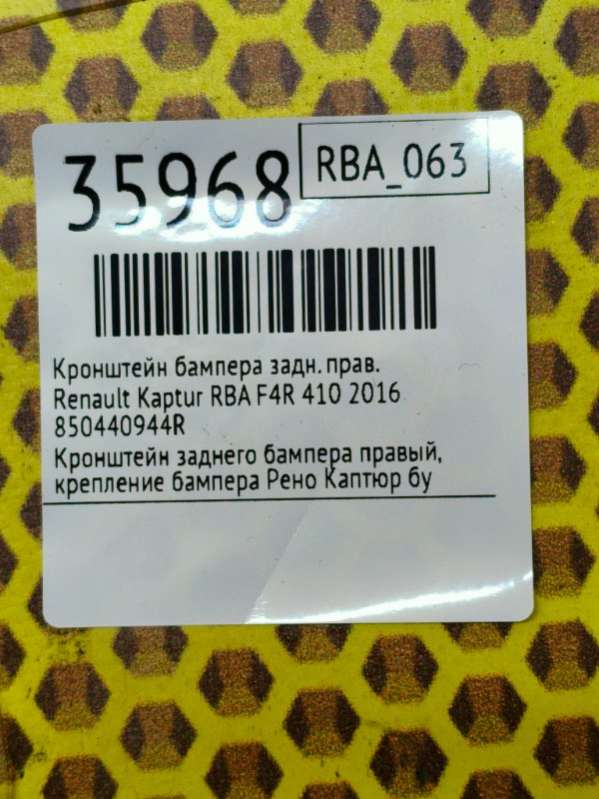 35968
RBA_063
Кронштейн бампера задн. прав.
Renault Kaptur RBA F4R 410 2016
850440944R
Кронштейн заднего бампера правый,
крепление бампера Рено Каптюр бу